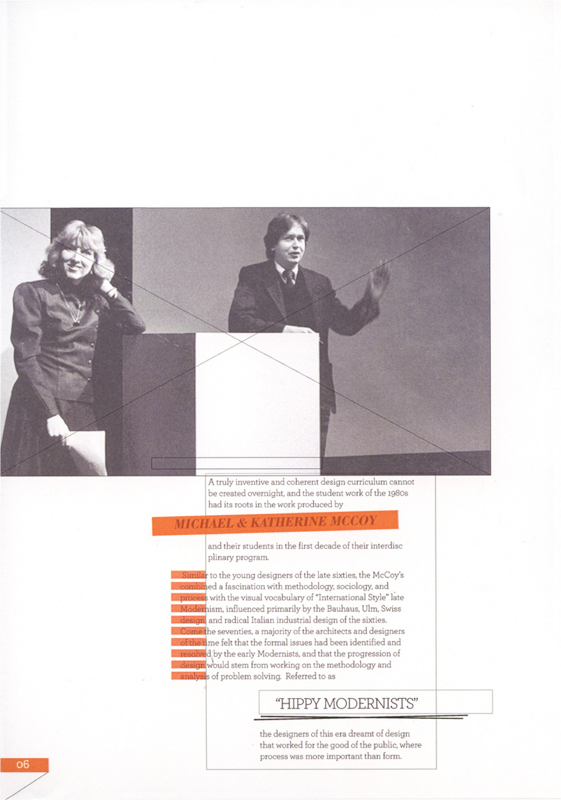 A truly inventive and coherent design curriculum cannot
be created overnight, and the student work of the 1980s
had its roots in the work produced by
MICHAEL & KATHERINE MCCOY
and their students in the first decade of their interdisc
plinary program.
Similar to the young designers of the late sixties, the McCoy's
combined a fascination with methodology, sociology, and
process with the visual vocabulary of "International Style" late
Modernism, influenced primarily by the Bauhaus, Ulm, Swiss
design, and radical Italian industrial design of the sixties.
Come the seventies, a majority of the architects and designers
of the time felt that the formal issues had been identified and
resolved by the early Modernists, and that the progression of
design would stem from working on the methodology and
analysis of problem solving. Referred to as
"HIPPY MODERNISTS"
the designers of this era dreamt of design
that worked for the good of the public, where
process was more important than form.
06